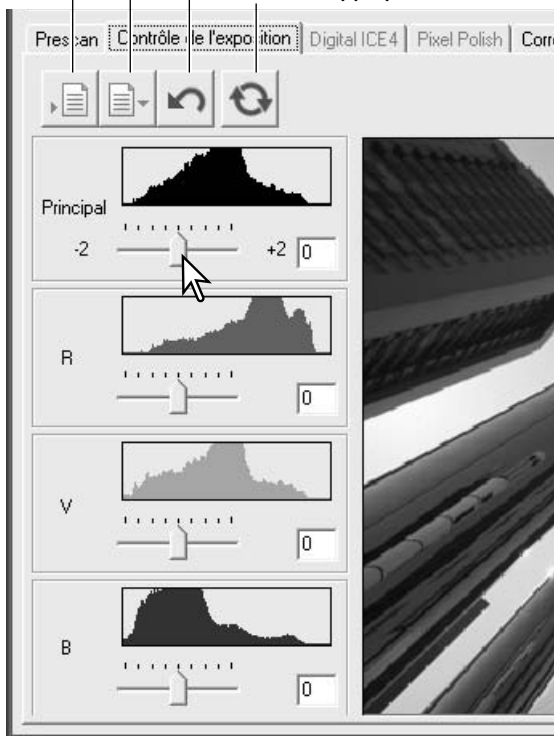 Prescan Contrôle de l'exposition Digital ICE4 Pixel Polish
Principal
-2 +2 0
R
0
V
0
B
0